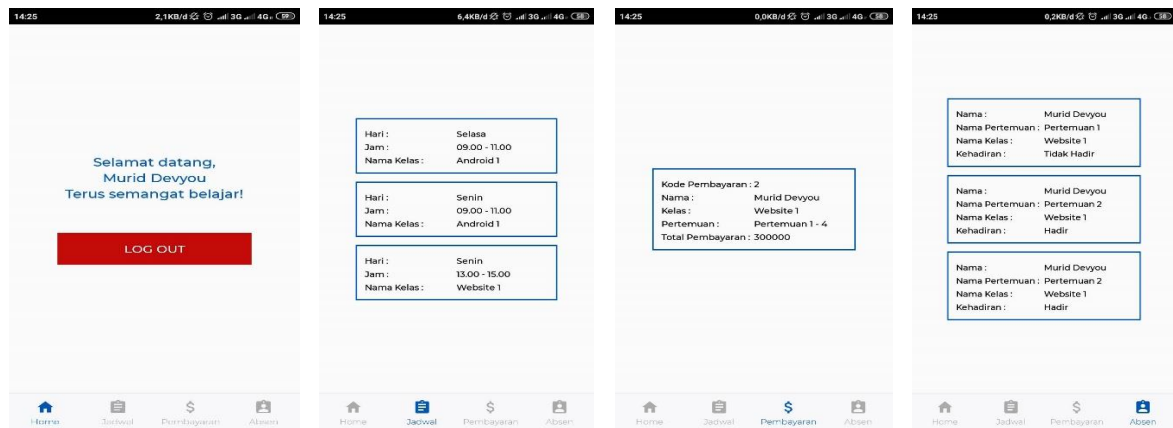 14:25
2,1KB/d 3G 4G+ 59
Selamat datang,
Murid Devyou
Terus semangat belajar!
LOG OUT
Home Jadwal Pembayaran Absen
14:25
6,4KB/d 3G 4G+ 58
Hari : Selasa
Jam : 09.00 - 11.00
Nama Kelas : Android 1
Hari : Senin
Jam : 09.00 - 11.00
Nama Kelas : Android 1
Hari : Senin
Jam : 13.00 - 15.00
Nama Kelas : Website 1
Home Jadwal Pembayaran Absen
14:25
0,0KB/d 3G 4G+ 58
Kode Pembayaran : 2
Nama : Murid Devyou
Kelas : Website 1
Pertemuan : Pertemuan 1 - 4
Total Pembayaran : 300000
Home Jadwal Pembayaran Absen
14:25
0,2KB/d 3G 4G+ 58
Nama : Murid Devyou
Nama Pertemuan : Pertemuan 1
Nama Kelas : Website 1
Kehadiran : Tidak Hadir
Nama : Murid Devyou
Nama Pertemuan : Pertemuan 2
Nama Kelas : Website 1
Kehadiran : Hadir
Nama : Murid Devyou
Nama Pertemuan : Pertemuan 2
Nama Kelas : Website 1
Kehadiran : Hadir
Home Jadwal Pembayaran Absen